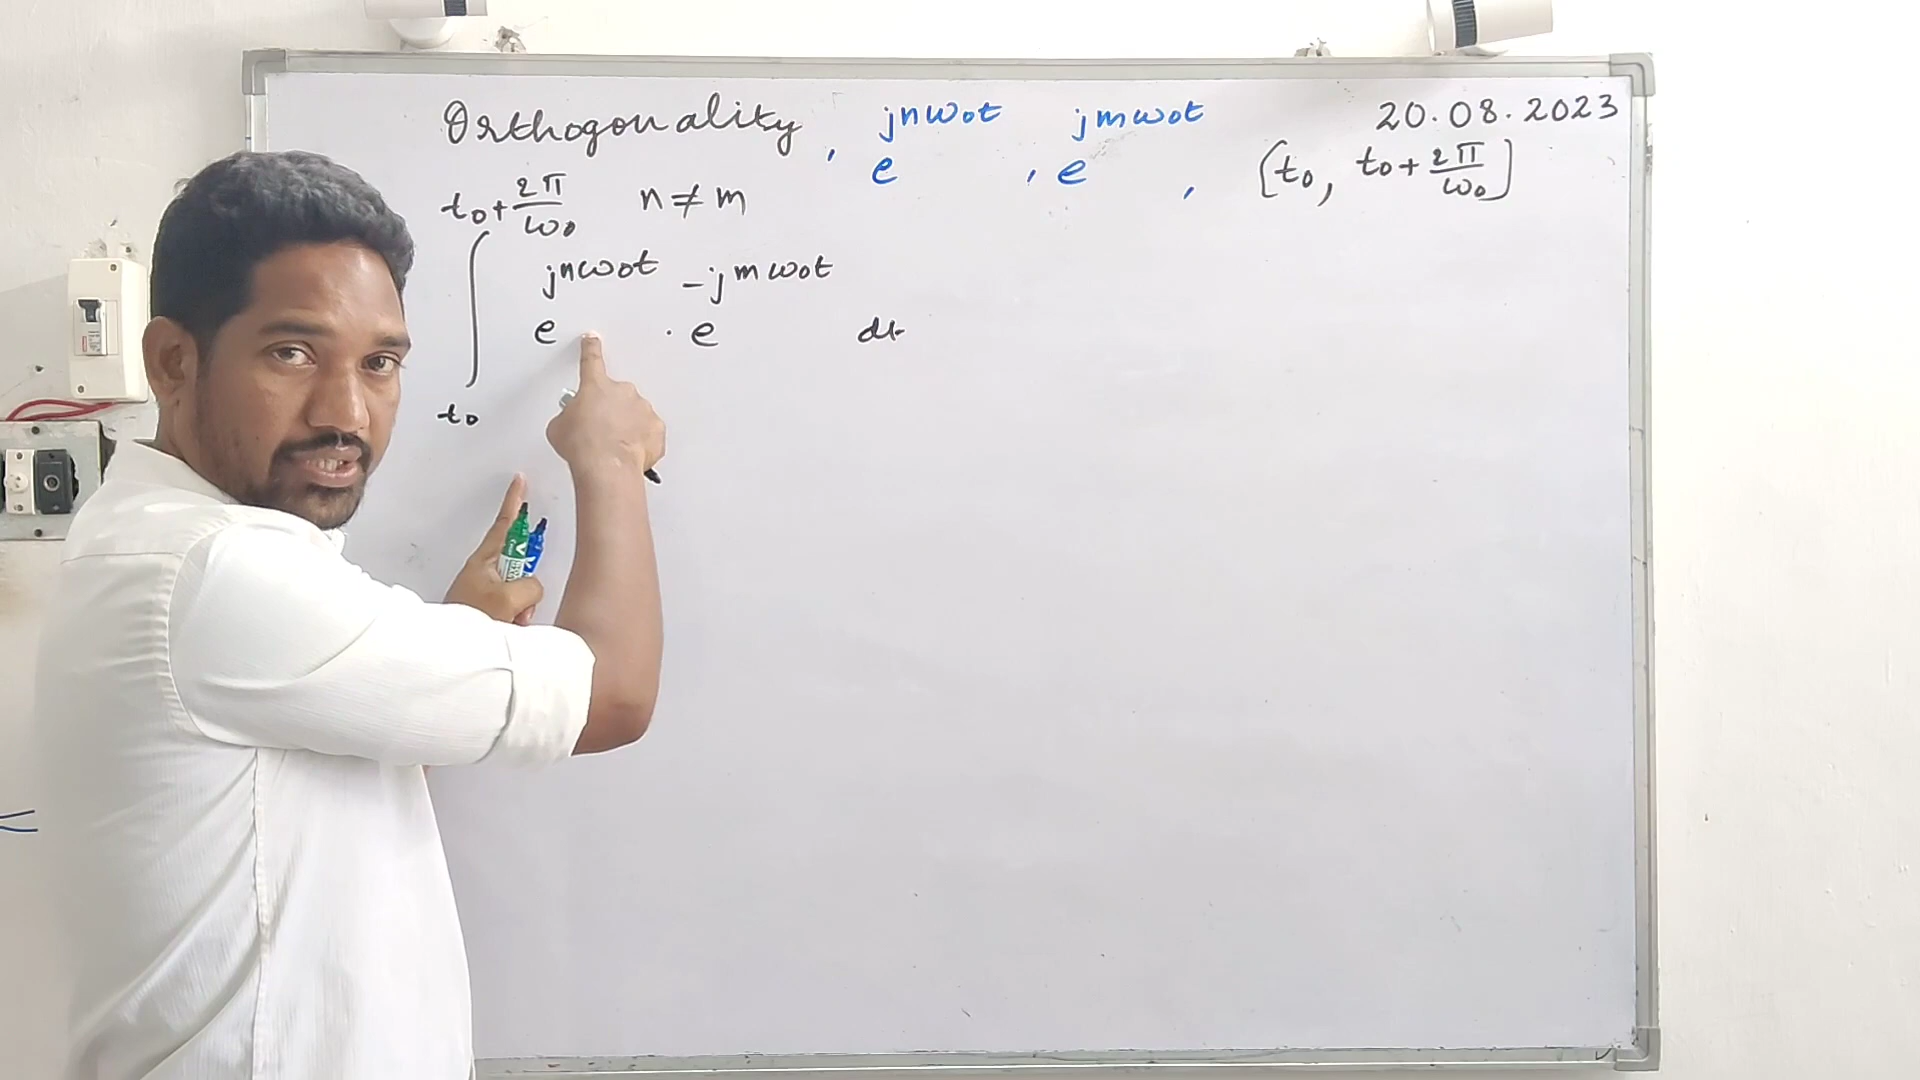 Orthogonality, e^{jnω₀t}, e^{jmω₀t}, [t₀, t₀+2π/ω₀]
20.08.2023
n≠m
∫_{t₀}^{t₀+2π/ω₀} e^{jnω₀t} · e^{-jmω₀t} dt